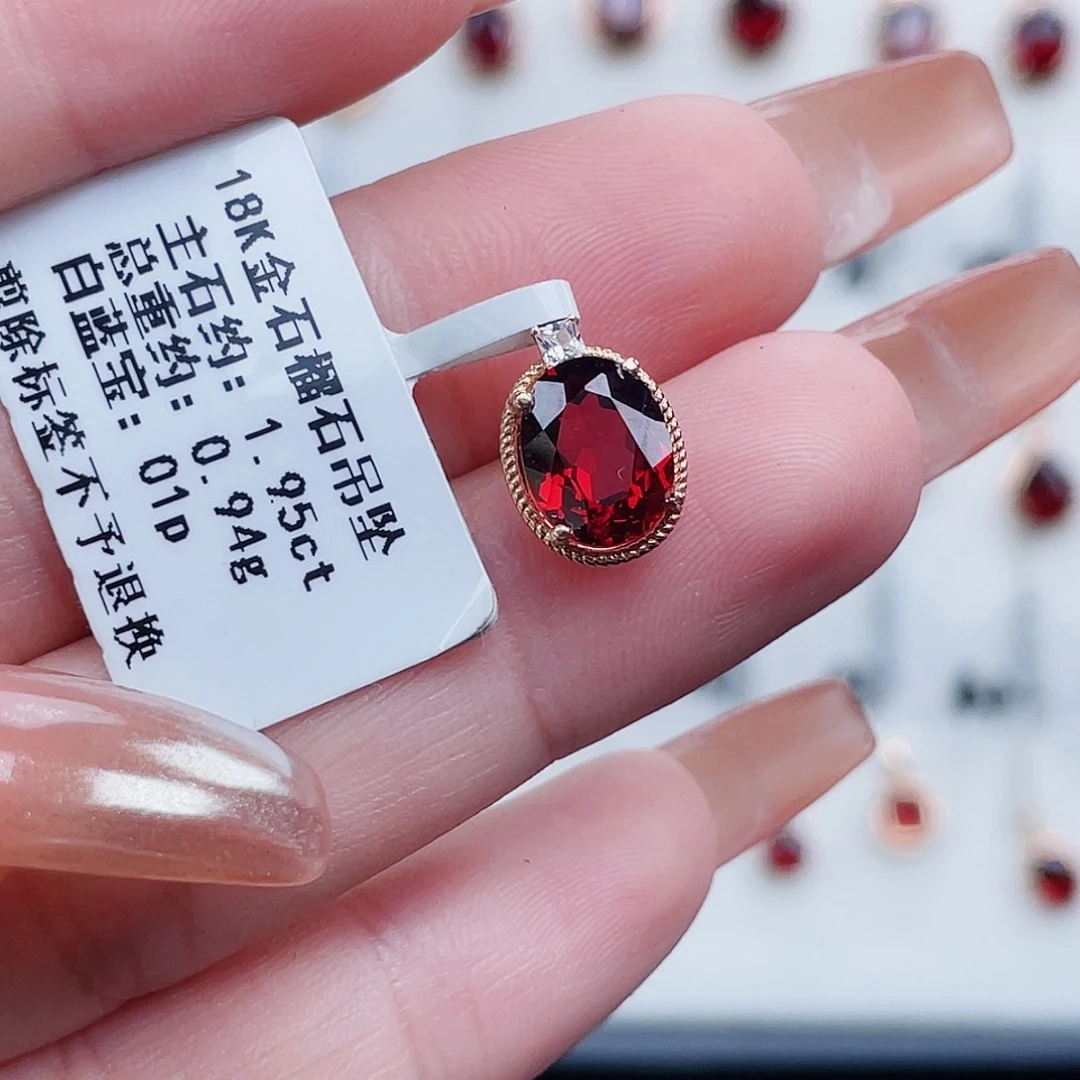 18K金石榴石吊坠
主石约: 1.95ct
总重约: 0.94g
白蓝宝: 01p
剪除标签不予退换